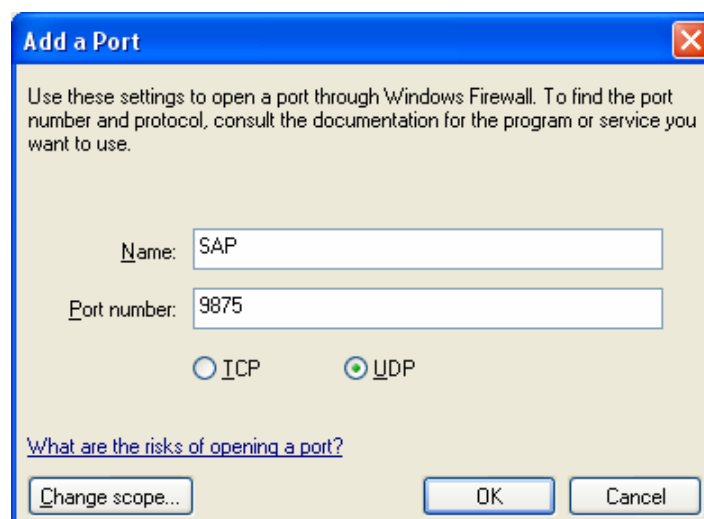 Add a Port
Use these settings to open a port through Windows Firewall. To find the port
number and protocol, consult the documentation for the program or service you
want to use.
Name: SAP
Port number: 9875
TCP UDP
What are the risks of opening a port?
Change scope... OK Cancel